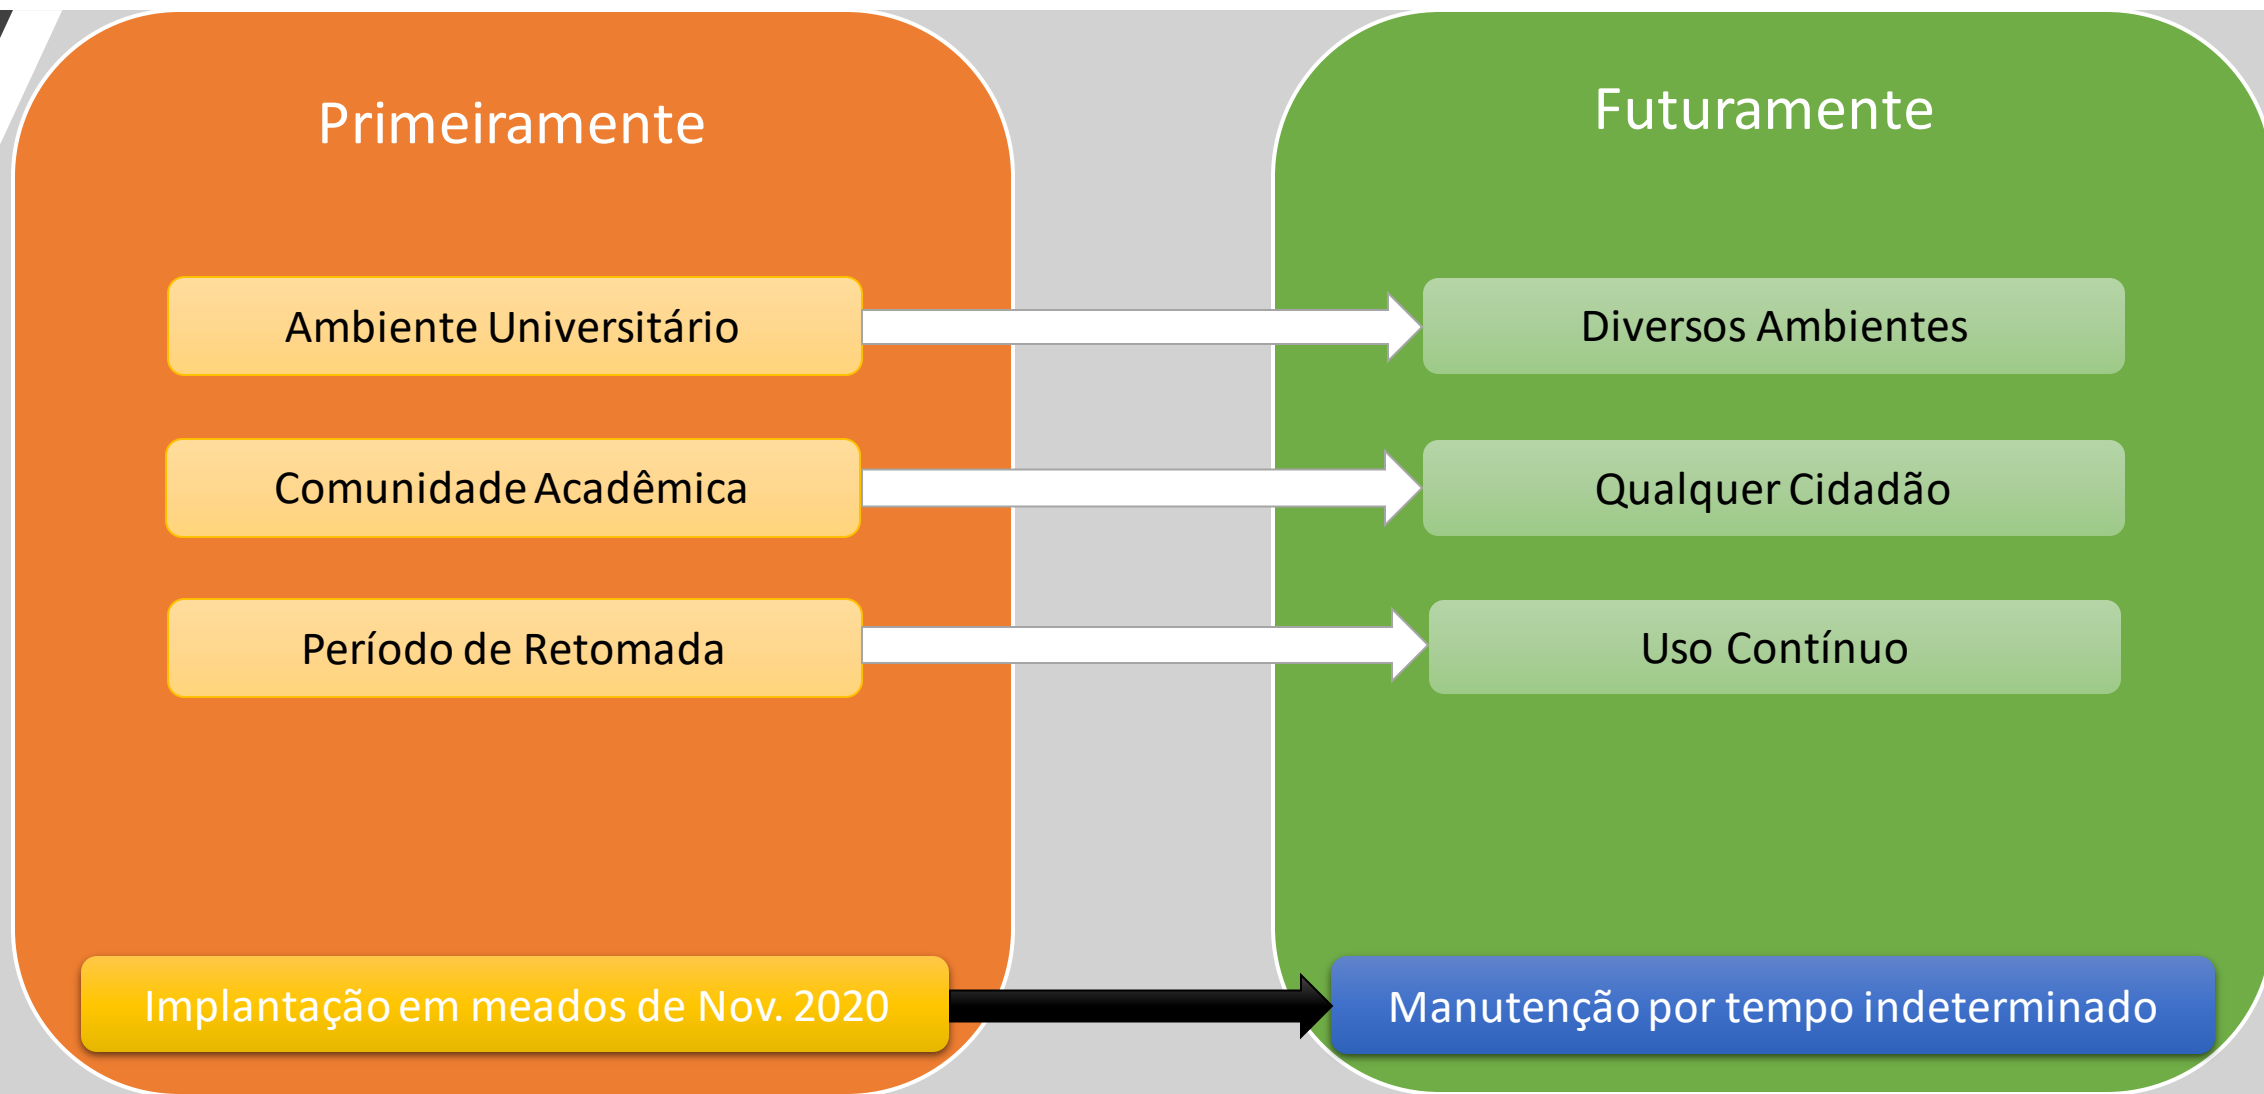 Primeiramente
Ambiente Universitário
Comunidade Acadêmica
Período de Retomada
Implantação em meados de Nov. 2020
Futuramente
Diversos Ambientes
Qualquer Cidadão
Uso Contínuo
Manutenção por tempo indeterminado